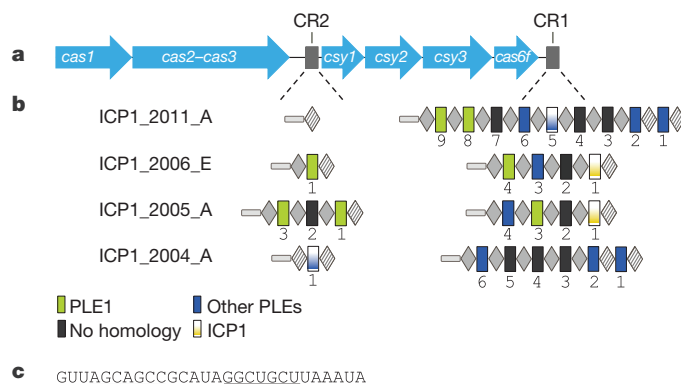 CR2 CR1
a cas1 cas2–cas3 csy1 csy2 csy3 cas6f
b
ICP1_2011_A
9 8 7 6 5 4 3 2 1
ICP1_2006_E
1 4 3 2 1
ICP1_2005_A
3 2 1 4 3 2 1
ICP1_2004_A
1 6 5 4 3 2 1
PLE1 Other PLEs
No homology ICP1
c GUUAGCAGCCGCAUAGGCUGCUUAAAUA